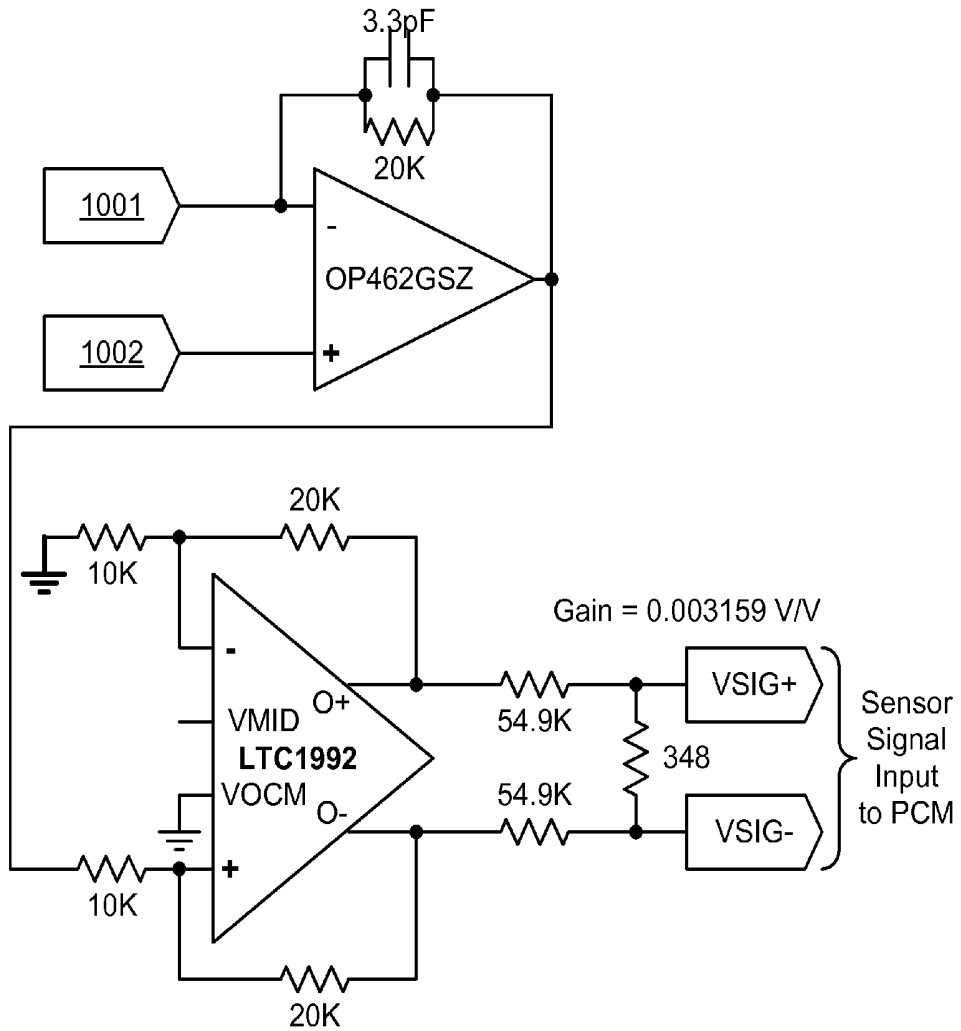 3.3pF
20K
1001
-
OP462GSZ
1002
+
20K
10K
Gain = 0.003159 V/V
-
O+
VSIG+
54.9K
VMID
LTC1992
348
Sensor
Signal
Input
to PCM
VOCM
54.9K
O-
VSIG-
+
10K
20K